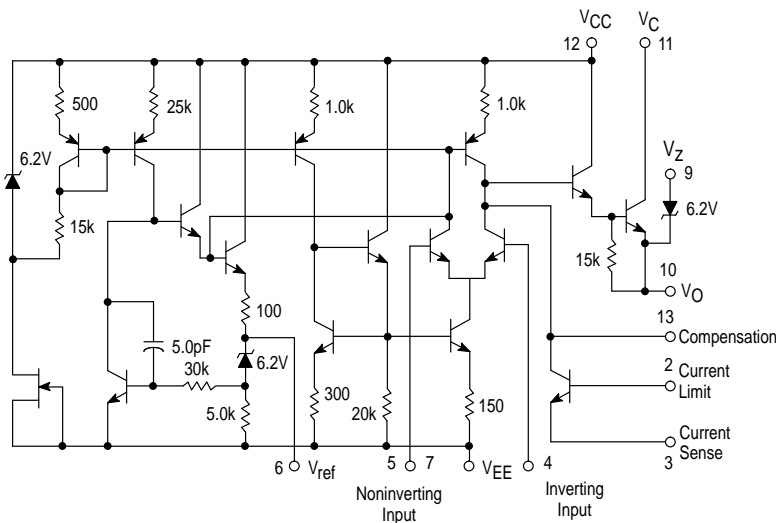 VCC
VC
12
11
500
25k
1.0k
1.0k
6.2V
VZ
9
6.2V
15k
15k
10
VO
100
13
Compensation
5.0pF
6.2V
30k
2 Current
Limit
300
20k
150
5.0k
Current
Sense
3
6
Vref
5
7
VEE
4
Noninverting
Input
Inverting
Input